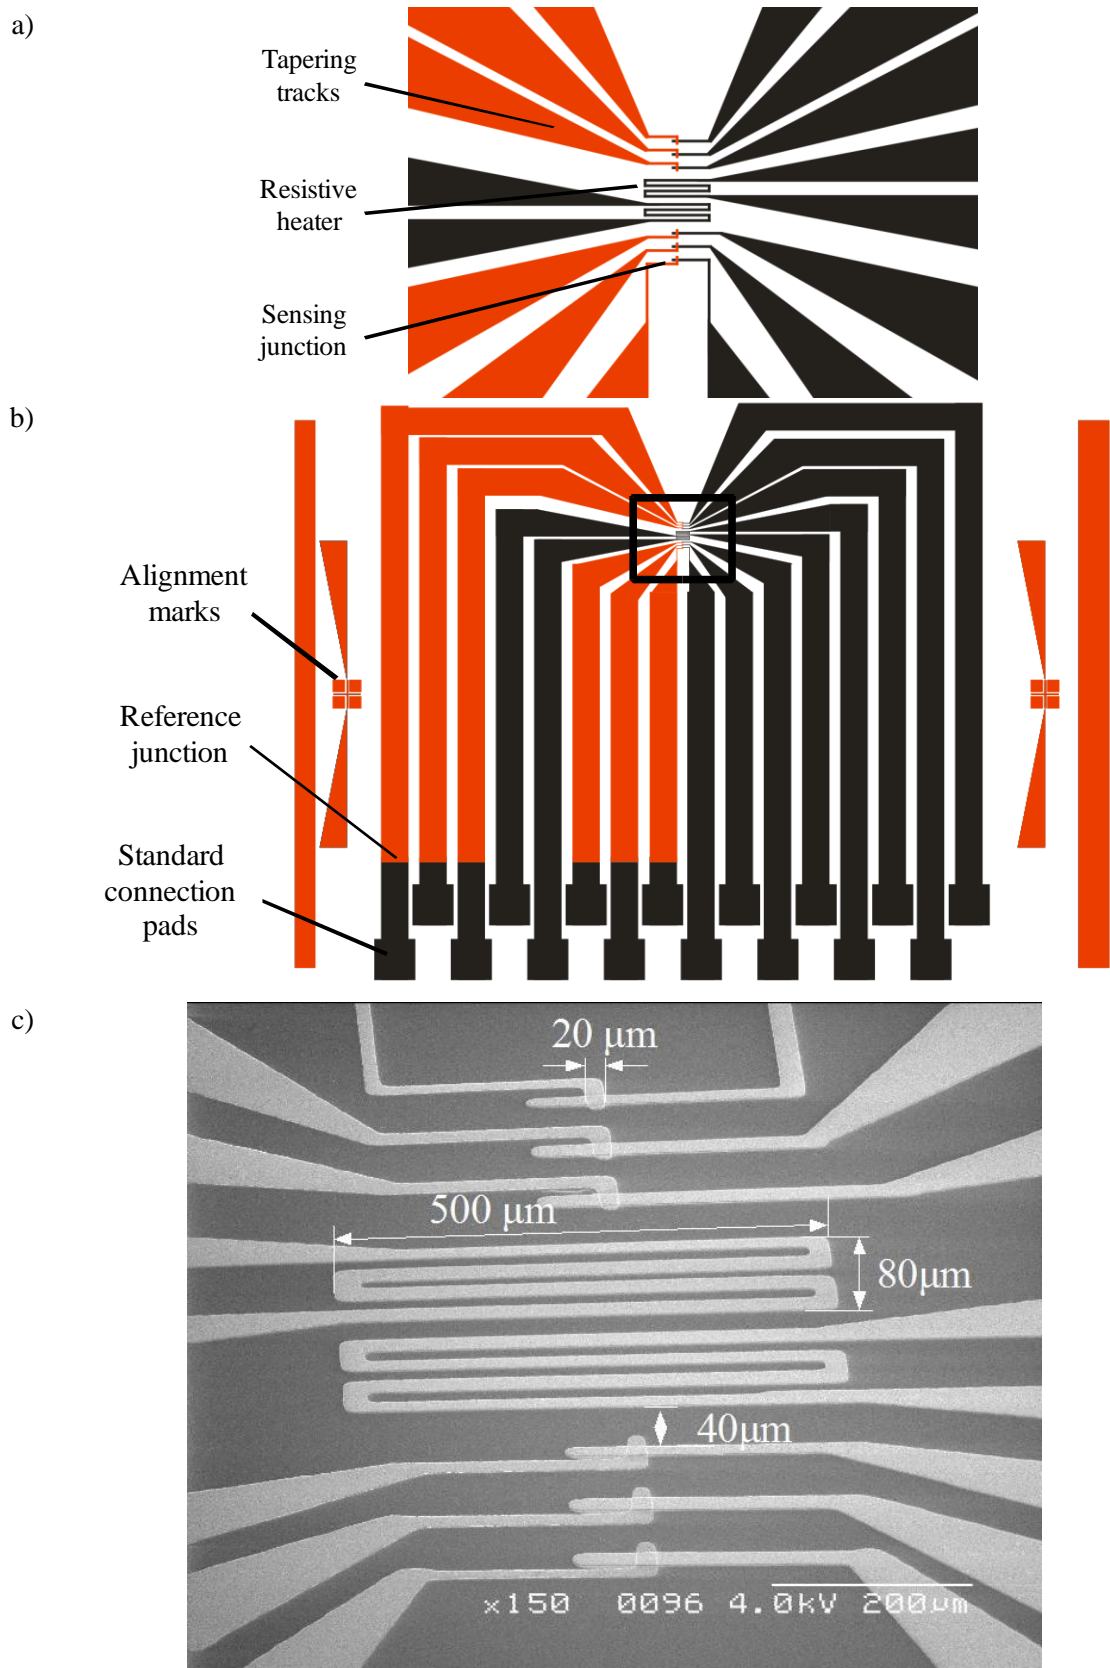 a)
Tapering
tracks
Resistive
heater
Sensing
junction
b)
Alignment
marks
Reference
junction
Standard
connection
pads
c)
20 μm
500 μm
80μm
40μm
x150 0096 4.0kV 200μm